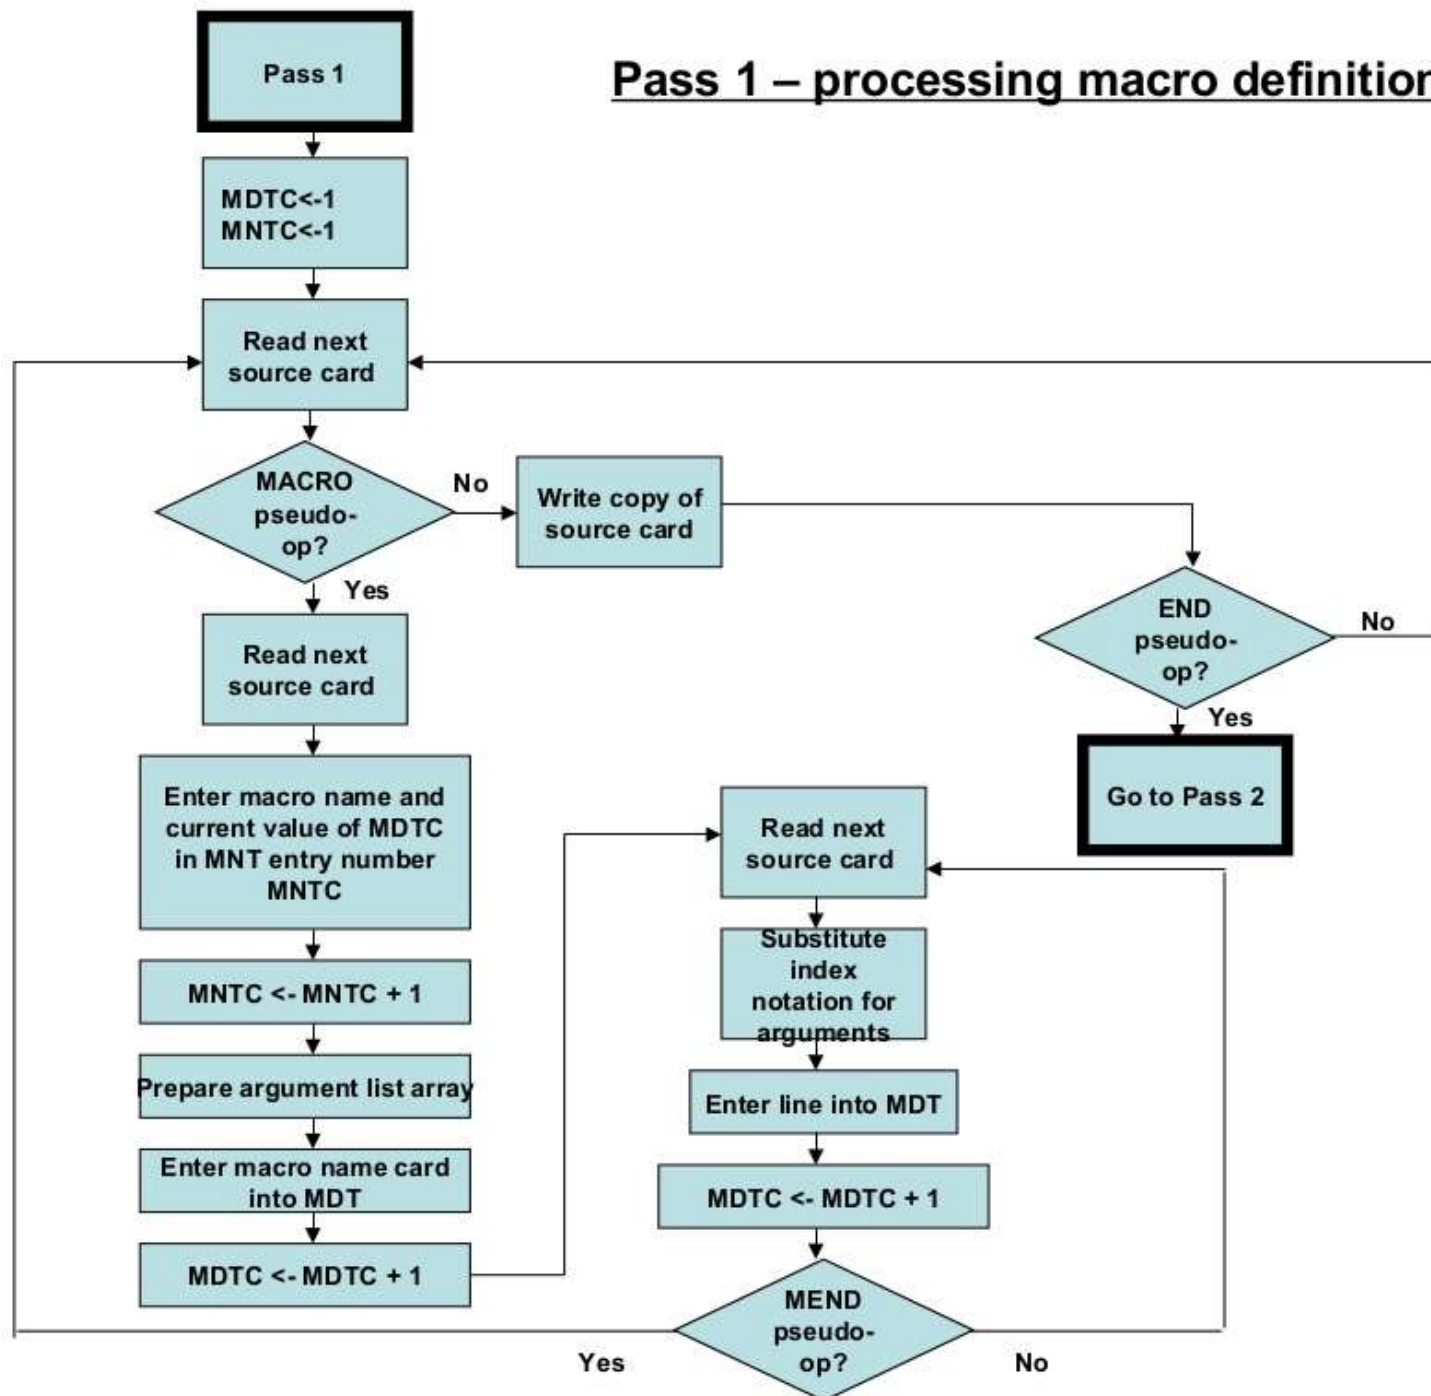 Pass 1
Pass 1 – processing macro definition
MDTC<-1
MNTC<-1
Read next
source card
MACRO
pseudo-
op?
No
Write copy of
source card
Yes
END
pseudo-
op?
No
Yes
Go to Pass 2
Read next
source card
Enter macro name and
current value of MDTC
in MNT entry number
MNTC
MNTC <- MNTC + 1
Prepare argument list array
Enter macro name card
into MDT
MDTC <- MDTC + 1
Read next
source card
Substitute
index
notation for
arguments
Enter line into MDT
MDTC <- MDTC + 1
MEND
pseudo-
op?
Yes
No